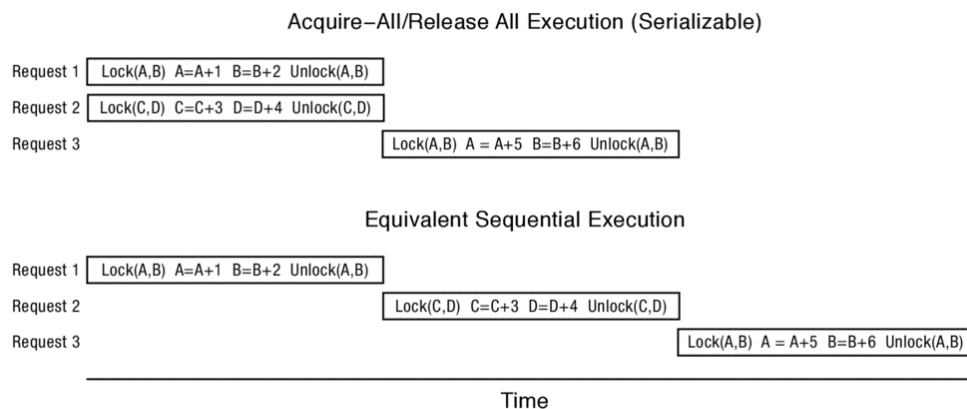 Acquire−All/Release All Execution (Serializable)
Request 1 Lock(A,B) A=A+1 B=B+2 Unlock(A,B)
Request 2 Lock(C,D) C=C+3 D=D+4 Unlock(C,D)
Request 3 Lock(A,B) A = A+5 B=B+6 Unlock(A,B)
Equivalent Sequential Execution
Request 1 Lock(A,B) A=A+1 B=B+2 Unlock(A,B)
Request 2 Lock(C,D) C=C+3 D=D+4 Unlock(C,D)
Request 3 Lock(A,B) A = A+5 B=B+6 Unlock(A,B)
Time